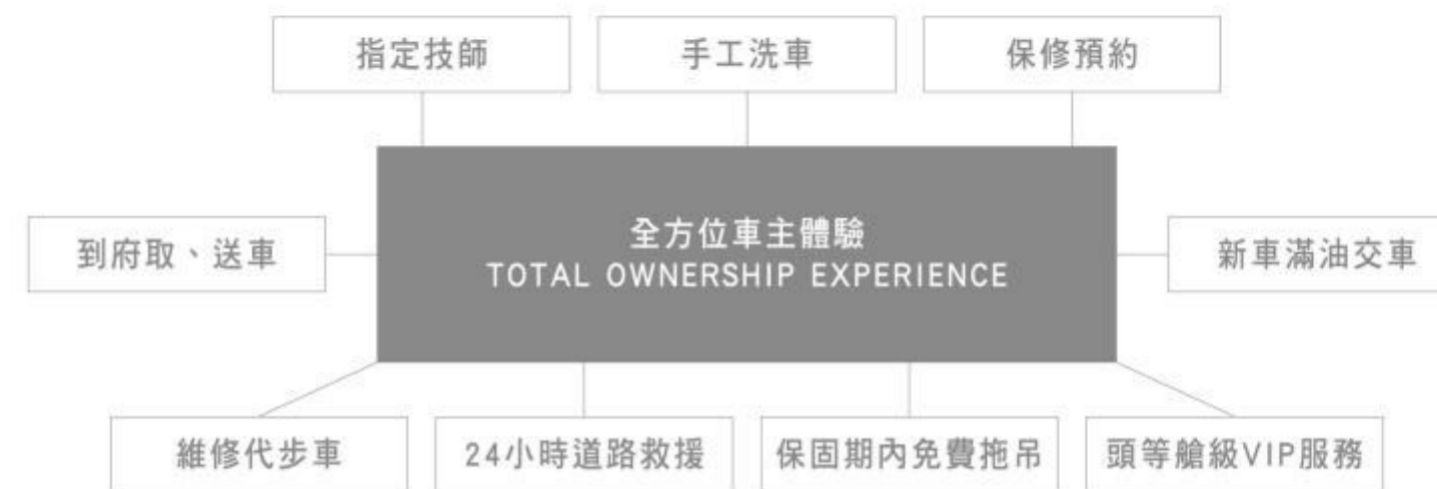 指定技師
手工洗車
保修預約
到府取、送車
全方位車主體驗
TOTAL OWNERSHIP EXPERIENCE
新車滿油交車
維修代步車
24小時道路救援
保固期內免費拖吊
頭等艙級VIP服務